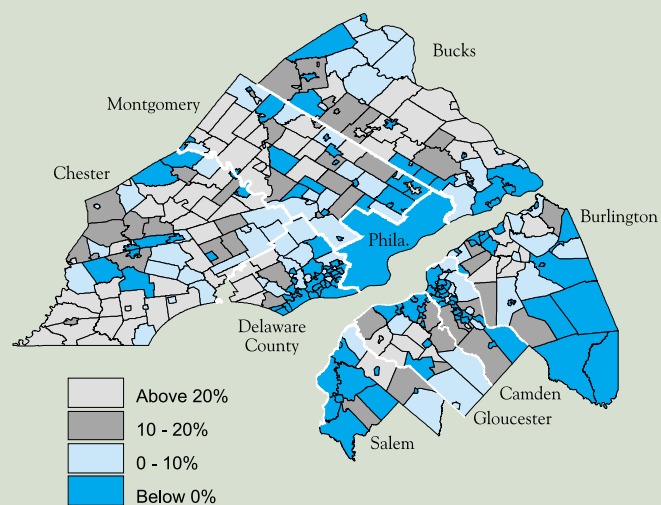 Bucks
Montgomery
Chester
Burlington
Phila.
Delaware
County
Camden
Gloucester
Salem
Above 20%
10 - 20%
0 - 10%
Below 0%